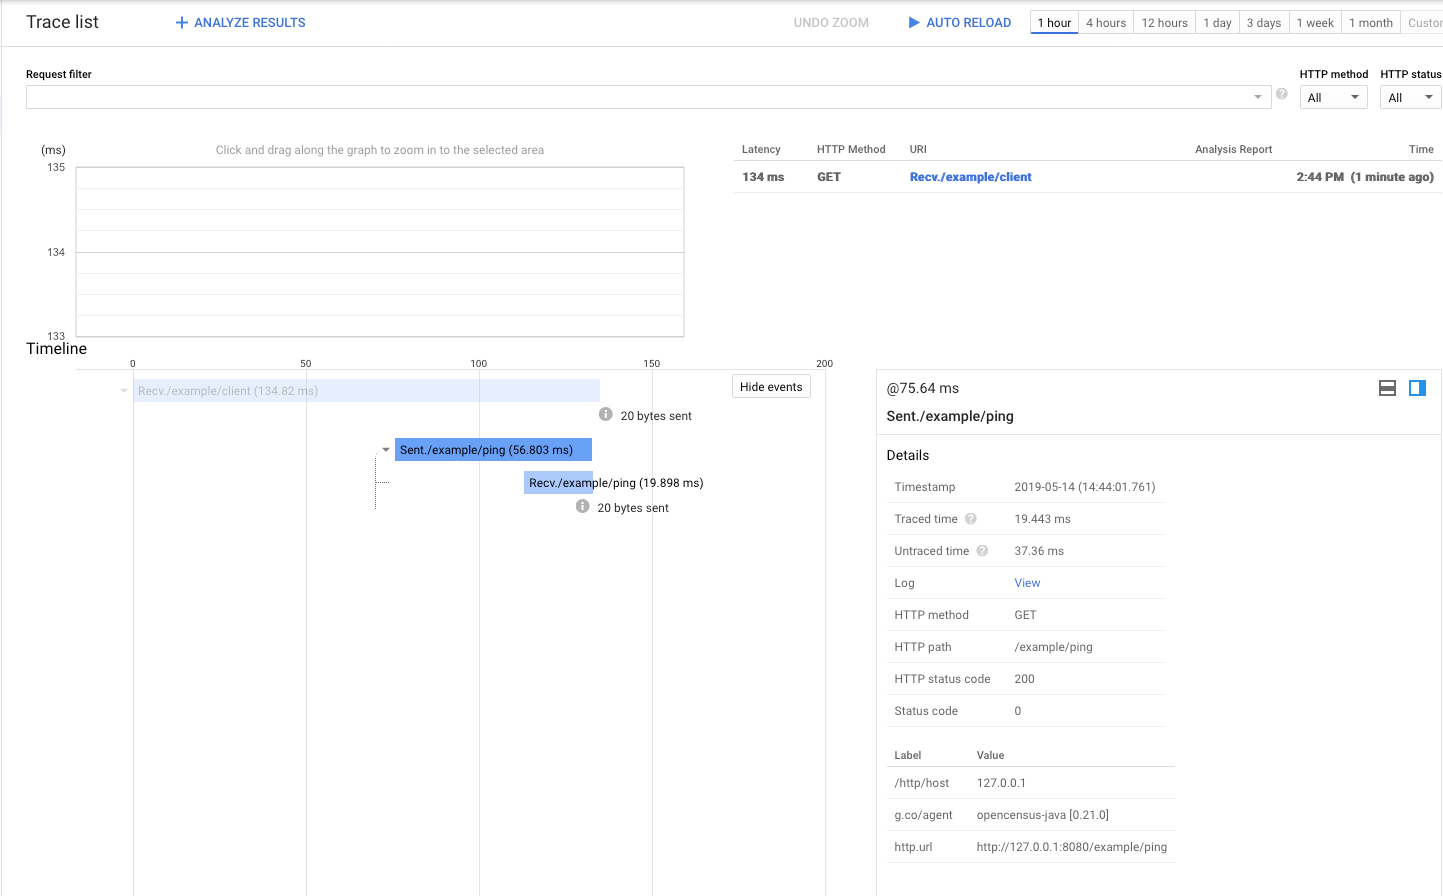 Trace list
ANALYZE RESULTS
UNDO ZOOM
AUTO RELOAD
1 hour
4 hours
12 hours
1 day
3 days
1 week
1 month
Custor
Request filter
HTTP method
HTTP status
All
All
(ms)
Click and drag along the graph to zoom in to the selected area
135
134
133
Latency HTTP Method URI Analysis Report Time
134 ms GET Recv./example/client 2:44 PM (1 minute ago)
Timeline
0 50 100 150 200
Recv./example/client (134.82 ms)
Hide events
20 bytes sent
Sent./example/ping (56.803 ms)
Recv./example/ping (19.898 ms)
20 bytes sent
@75.64 ms
Sent./example/ping
Details
Timestamp 2019-05-14 (14:44:01.761)
Traced time 19.443 ms
Untraced time 37.36 ms
Log View
HTTP method GET
HTTP path /example/ping
HTTP status code 200
Status code 0
Label Value
/http/host 127.0.0.1
g.co/agent opencensus-java [0.21.0]
http.url http://127.0.0.1:8080/example/ping